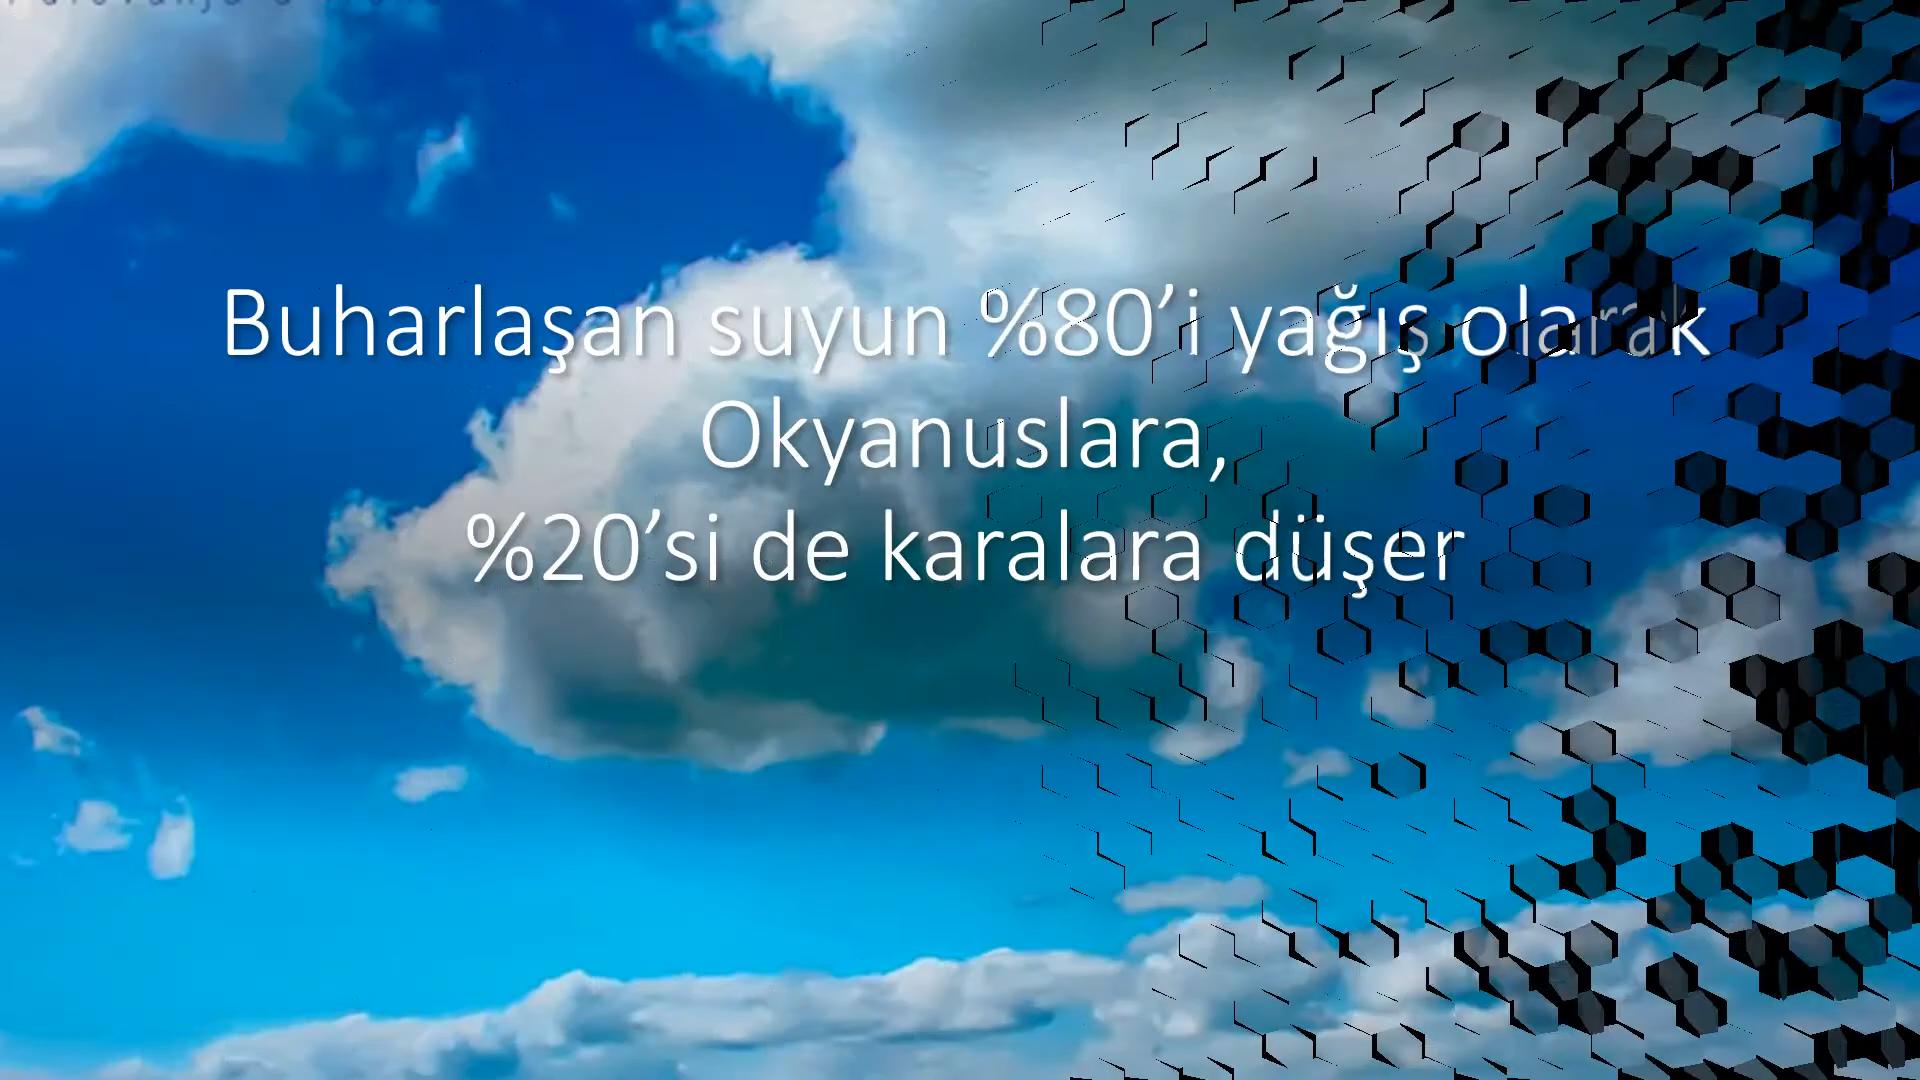 Buharlaşan suyun %80’i yağış olarak
Okyanuslara,
%20’si de karalara düşer